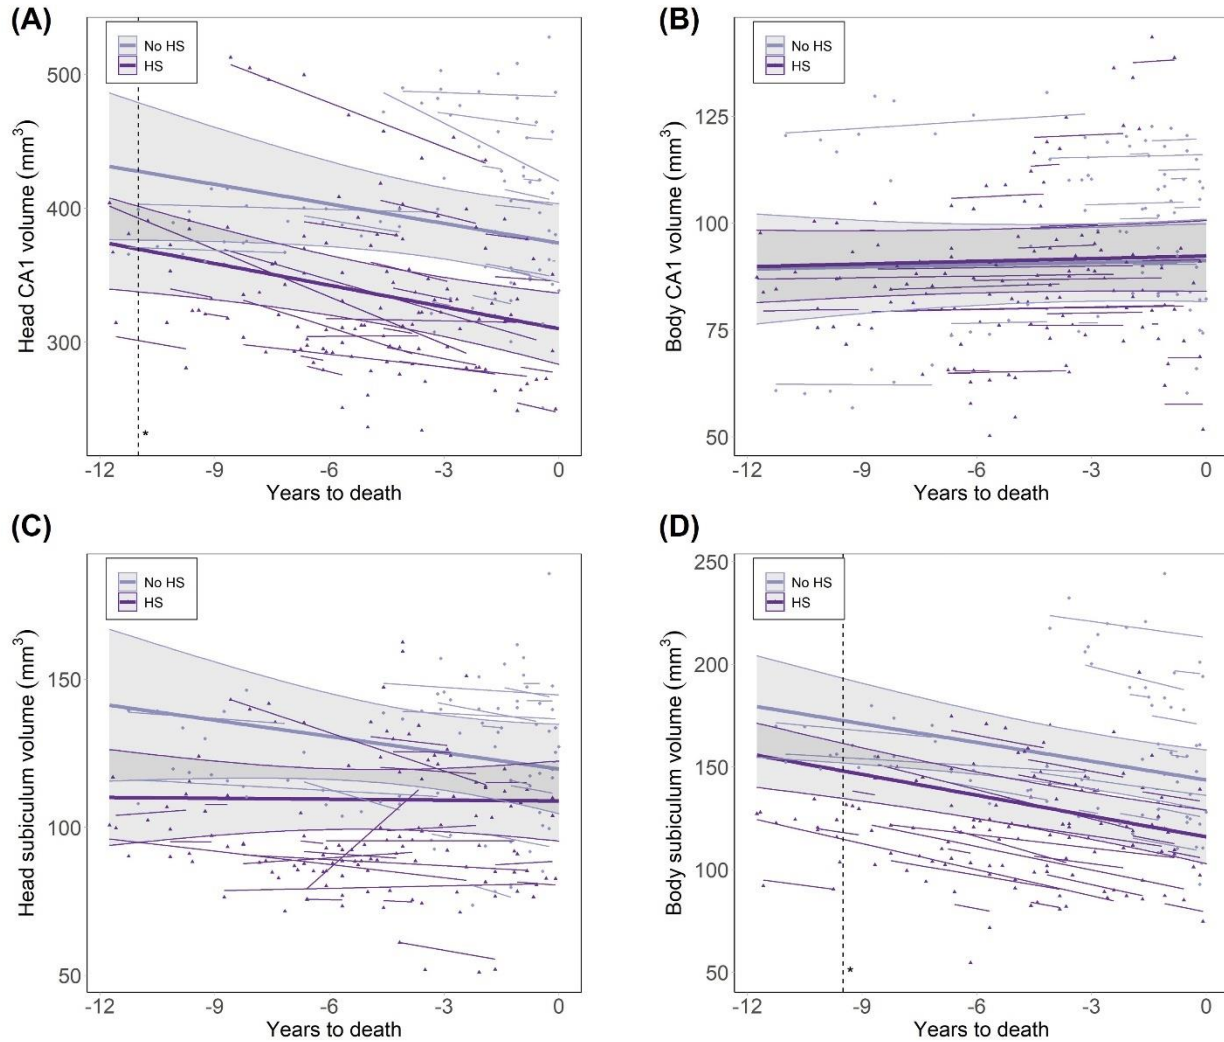 (A)
No HS
HS
500
400
300
Head CA1 volume (mm³)
*
-12 -9 -6 -3 0
Years to death
(B)
No HS
HS
125
100
75
50
Body CA1 volume (mm³)
-12 -9 -6 -3 0
Years to death
(C)
No HS
HS
150
100
50
Head subiculum volume (mm³)
-12 -9 -6 -3 0
Years to death
(D)
No HS
HS
250
200
150
100
50
Body subiculum volume (mm³)
*
-12 -9 -6 -3 0
Years to death